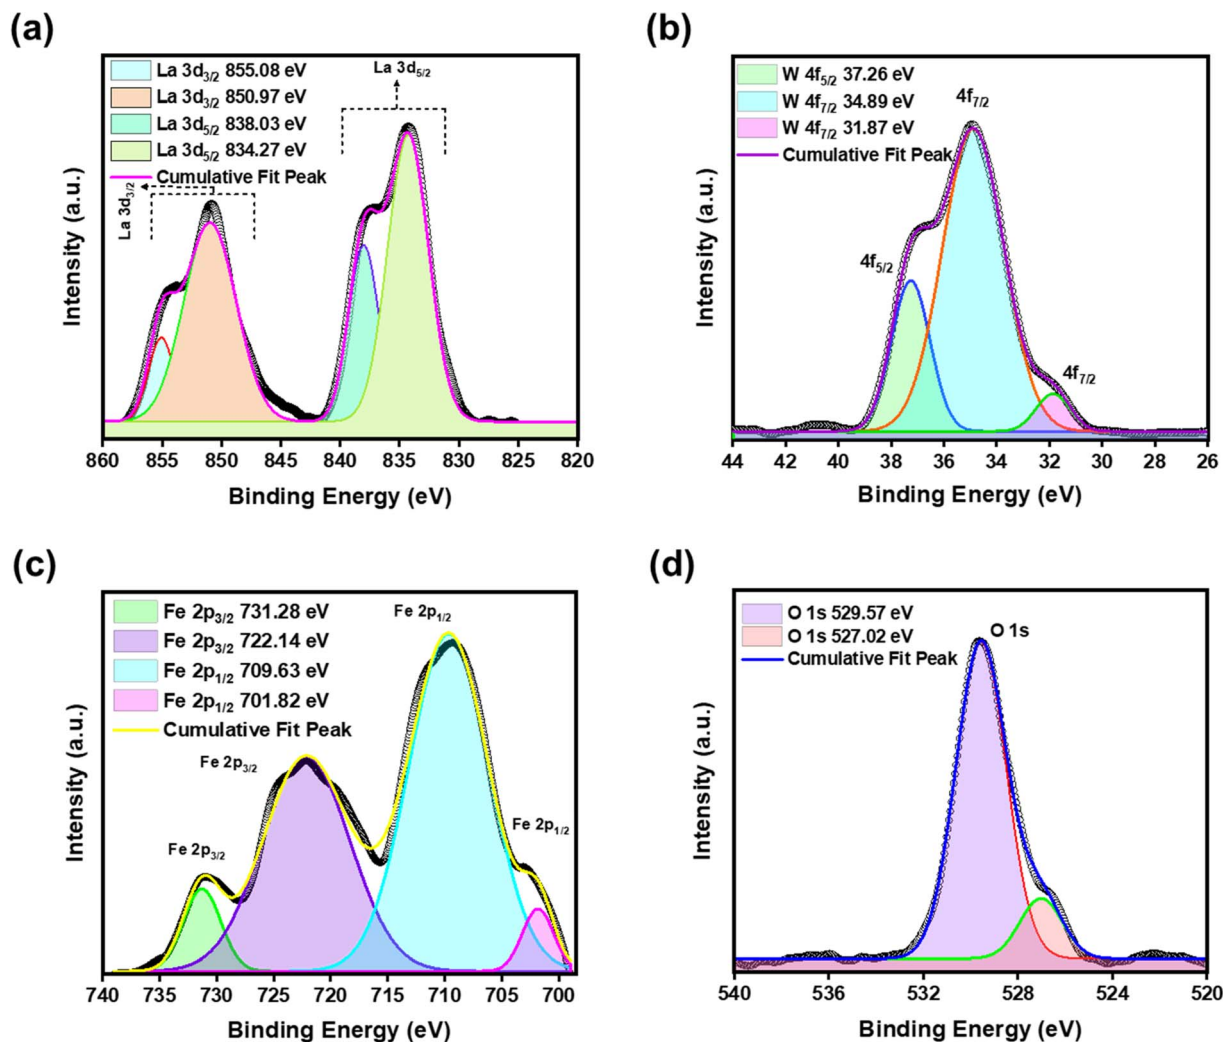 (a)
La 3d3/2 855.08 eV
La 3d3/2 850.97 eV
La 3d5/2 838.03 eV
La 3d5/2 834.27 eV
Cumulative Fit Peak
La 3d5/2
La 3d3/2
Intensity (a.u.)
860 855 850 845 840 835 830 825 820
Binding Energy (eV)
(b)
W 4f5/2 37.26 eV
W 4f7/2 34.89 eV
W 4f7/2 31.87 eV
Cumulative Fit Peak
4f7/2
4f5/2
4f7/2
Intensity (a.u.)
44 42 40 38 36 34 32 30 28 26
Binding Energy (eV)
(c)
Fe 2p3/2 731.28 eV
Fe 2p3/2 722.14 eV
Fe 2p1/2 709.63 eV
Fe 2p1/2 701.82 eV
Cumulative Fit Peak
Fe 2p1/2
Fe 2p3/2
Fe 2p1/2
Fe 2p3/2
Intensity (a.u.)
740 735 730 725 720 715 710 705 700
Binding Energy (eV)
(d)
O 1s 529.57 eV
O 1s 527.02 eV
Cumulative Fit Peak
O 1s
Intensity (a.u.)
540 536 532 528 524 520
Binding Energy (eV)